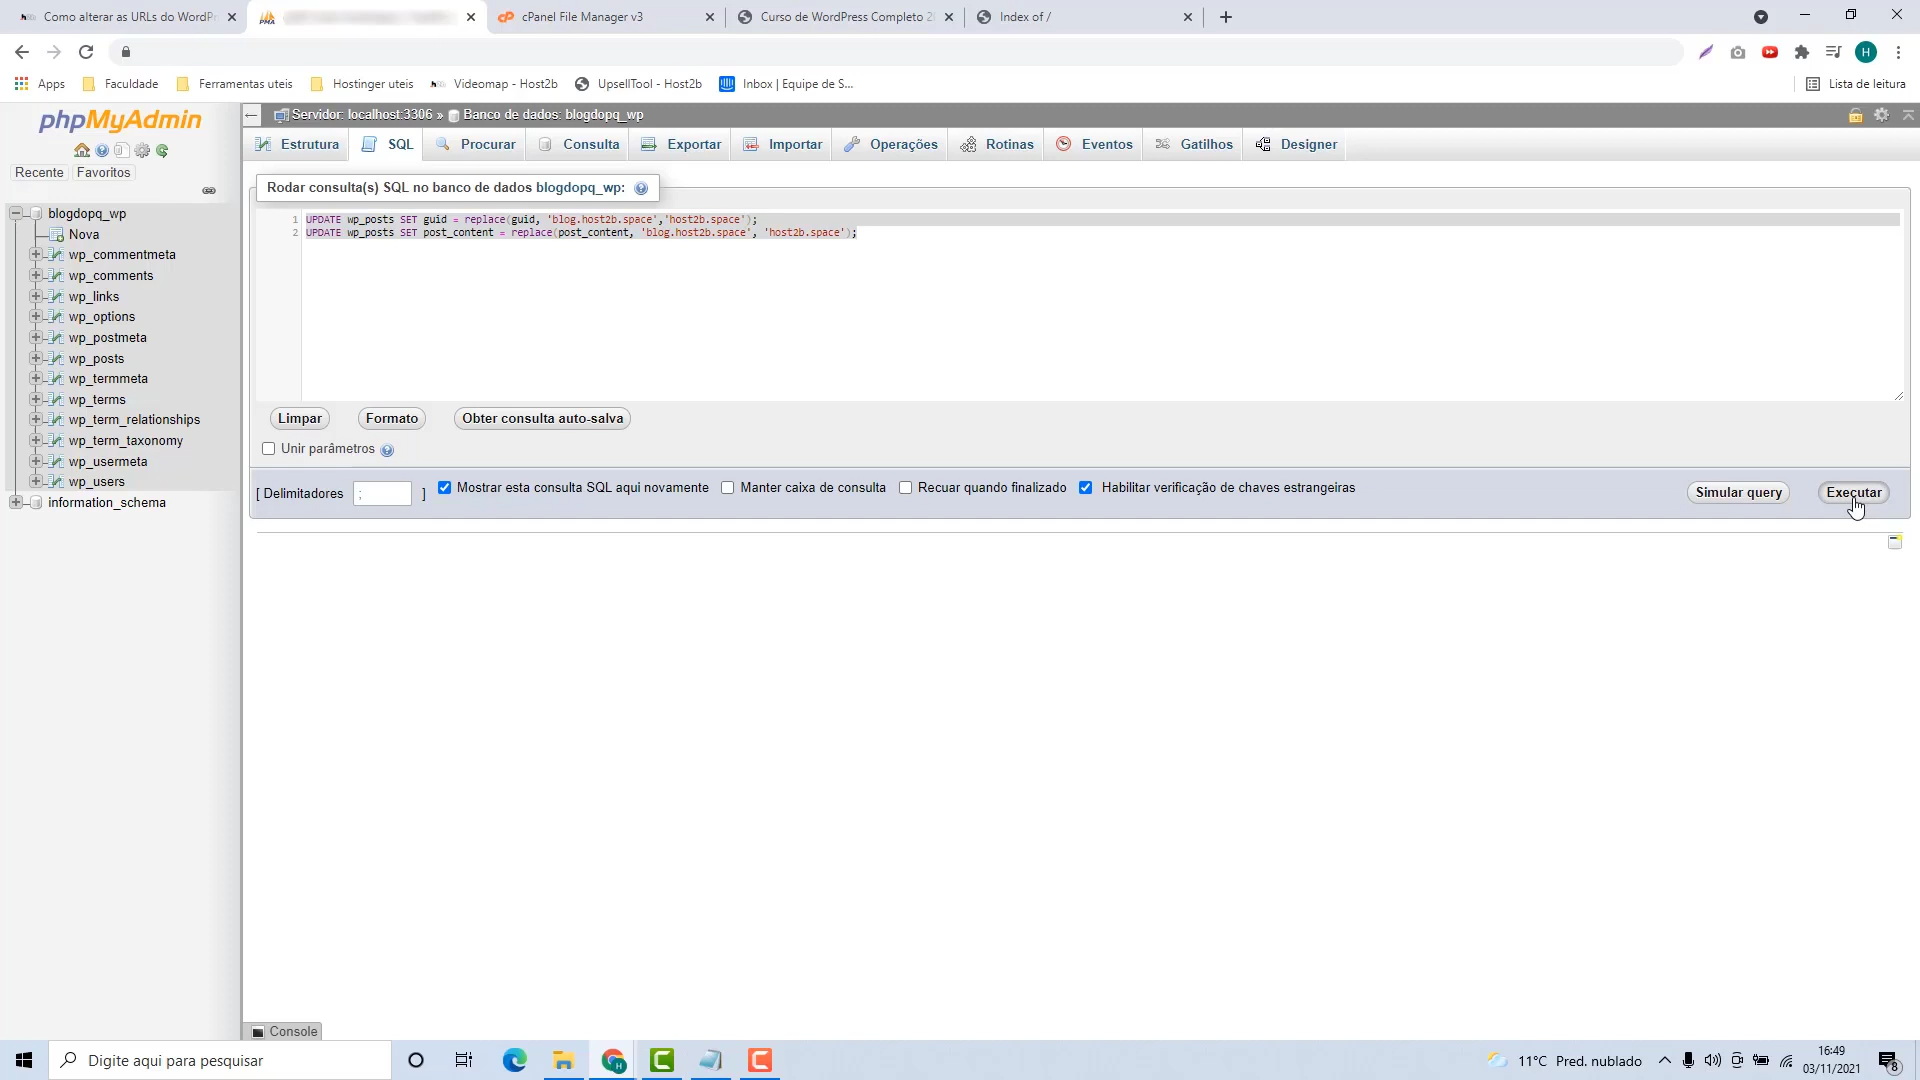 Como alterar as URLs do WordPr
cPanel File Manager v3
Curso de WordPress Completo 2
Index of /
Apps
Faculdade
Ferramentas uteis
Hostinger uteis
Videomap - Host2b
UpsellTool - Host2b
Inbox | Equipe de S...
Lista de leitura
H
phpMyAdmin
Recente
Favoritos
blogdopq_wp
Nova
wp_commentmeta
wp_comments
wp_links
wp_options
wp_postmeta
wp_posts
wp_termmeta
wp_terms
wp_term_relationships
wp_term_taxonomy
wp_usermeta
wp_users
information_schema
Servidor: localhost:3306 » Banco de dados: blogdopq_wp
Estrutura
SQL
Procurar
Consulta
Exportar
Importar
Operações
Rotinas
Eventos
Gatilhos
Designer
Rodar consulta(s) SQL no banco de dados blogdopq_wp:
1 UPDATE wp_posts SET guid = replace(guid, 'blog.host2b.space','host2b.space');
2 UPDATE wp_posts SET post_content = replace(post_content, 'blog.host2b.space', 'host2b.space');
Limpar
Formato
Obter consulta auto-salva
Unir parâmetros
[ Delimitadores ; ]
Mostrar esta consulta SQL aqui novamente
Manter caixa de consulta
Recuar quando finalizado
Habilitar verificação de chaves estrangeiras
Simular query
Executar
Console
Digite aqui para pesquisar
11°C Pred. nublado
16:49
03/11/2021
8